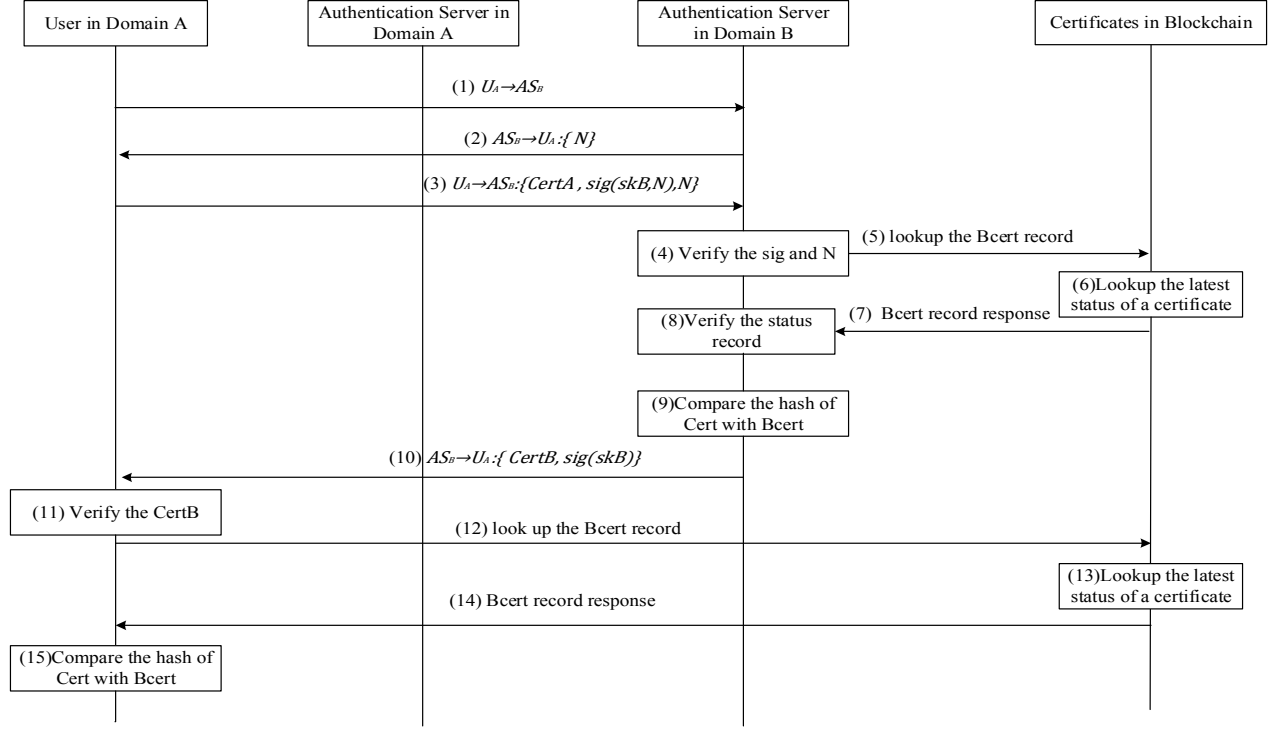 User in Domain A
Authentication Server in
Domain A
Authentication Server
in Domain B
Certificates in Blockchain
(1) UA→ASB
(2) ASB→UA:{ N}
(3) UA→ASB:{CertA , sig(skB,N),N}
(4) Verify the sig and N
(5) lookup the Bcert record
(6)Lookup the latest
status of a certificate
(7) Bcert record response
(8)Verify the status
record
(9)Compare the hash of
Cert with Bcert
(10) ASB→UA:{ CertB, sig(skB)}
(11) Verify the CertB
(12) look up the Bcert record
(13)Lookup the latest
status of a certificate
(14) Bcert record response
(15)Compare the hash of
Cert with Bcert